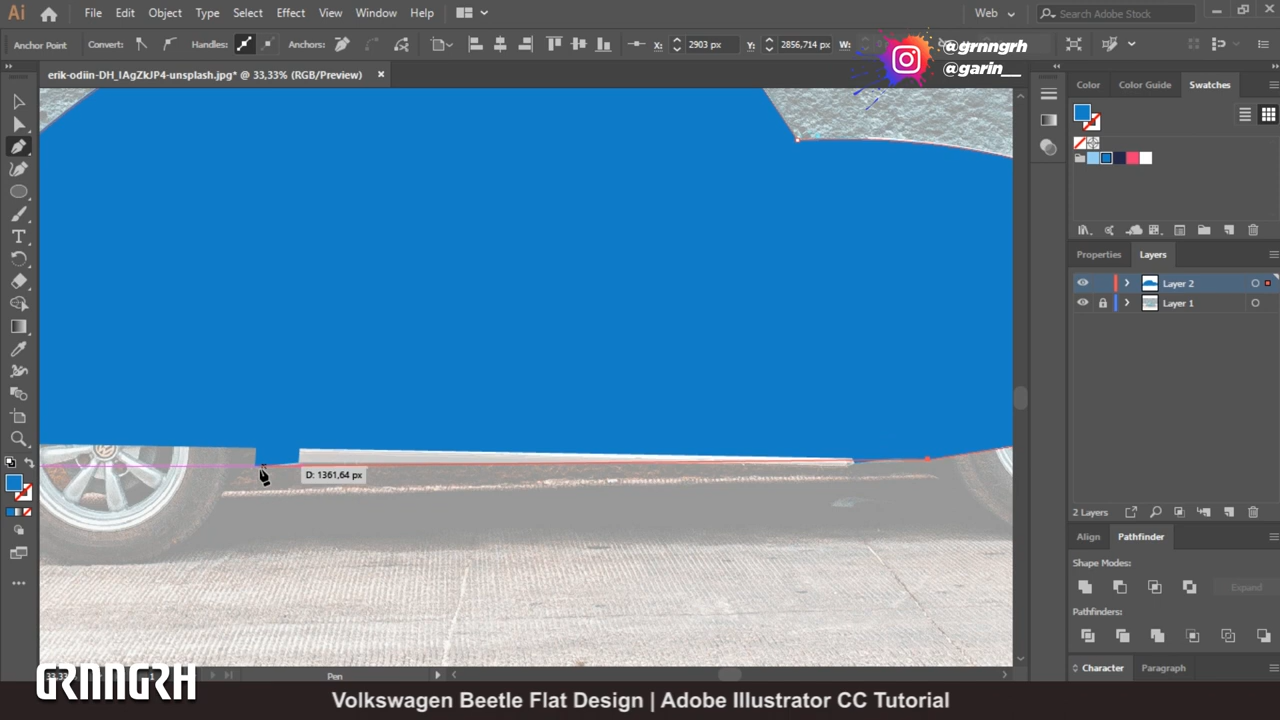 Ai File Edit Object Type Select Effect View Window Help Web Search Adobe Stock
Anchor Point Convert: Handles: Anchors: X: 2903 px Y: 2856,714 px W:
@grnngrh
@garin__
erik-odiin-DH_IAgZkJP4-unsplash.jpg* @ 33,33% (RGB/Preview)
Color Color Guide Swatches
Properties Layers
Layer 2
Layer 1
D: 1361,64 px
2 Layers
Align Pathfinder
Shape Modes:
Expand
Pathfinders:
Character Paragraph
Pen
GRNNGRH
Volkswagen Beetle Flat Design | Adobe Illustrator CC Tutorial